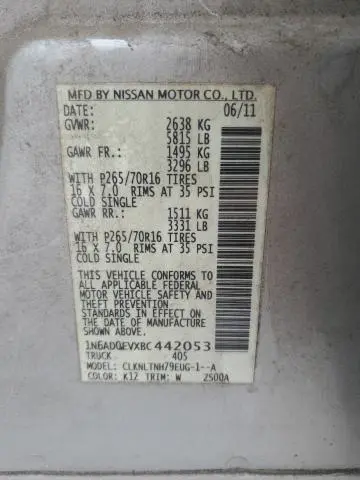 MFD BY NISSAN MOTOR CO., LTD.
DATE: 06/11
GVWR: 2638 KG
5815 LB
GAWR FR.: 1495 KG
3296 LB
WITH P265/70R16 TIRES
16 X 7.0 RIMS AT 35 PSI
COLD SINGLE
GAWR RR.: 1511 KG
3331 LB
WITH P265/70R16 TIRES
16 X 7.0 RIMS AT 35 PSI
COLD SINGLE
THIS VEHICLE CONFORMS TO
ALL APPLICABLE FEDERAL
MOTOR VEHICLE SAFETY AND
AND THEFT PREVENTION
STANDARDS IN EFFECT ON
THE DATE OF MANUFACTURE
SHOWN ABOVE.
1N6AD0EVXBC442053
TRUCK 405
MODEL: CLKNLTNH79EUG-1--A
COLOR: K12 TRIM: W 2500A